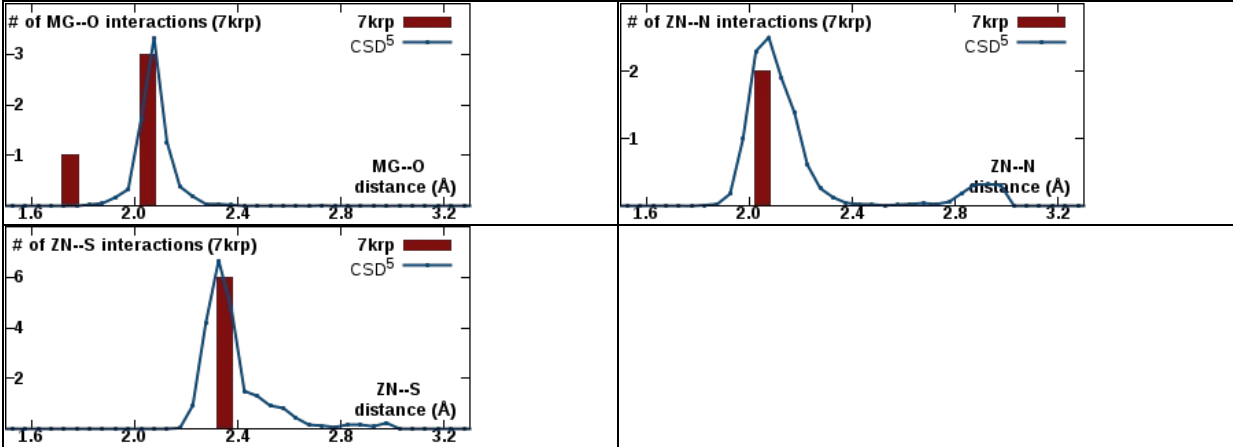 # of MG--O interactions (7krp)
7krp
CSD5
3
2
1
MG--O
distance (Å)
1.6 2.0 2.4 2.8 3.2
# of ZN--N interactions (7krp)
7krp
CSD5
2
1
ZN--N
distance (Å)
1.6 2.0 2.4 2.8 3.2
# of ZN--S interactions (7krp)
7krp
CSD5
6
4
2
ZN--S
distance (Å)
1.6 2.0 2.4 2.8 3.2